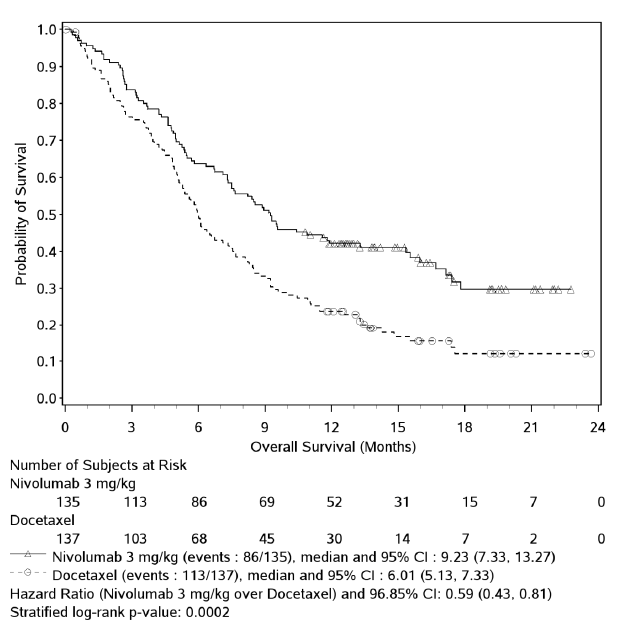 1.0
0.9
0.8
0.7
0.6
0.5
0.4
0.3
0.2
0.1
0.0
Probability of Survival
0 3 6 9 12 15 18 21 24
Overall Survival (Months)
Number of Subjects at Risk
Nivolumab 3 mg/kg
135 113 86 69 52 31 15 7 0
Docetaxel
137 103 68 45 30 14 7 2 0
Nivolumab 3 mg/kg (events : 86/135), median and 95% CI : 9.23 (7.33, 13.27)
Docetaxel (events : 113/137), median and 95% CI : 6.01 (5.13, 7.33)
Hazard Ratio (Nivolumab 3 mg/kg over Docetaxel) and 96.85% CI: 0.59 (0.43, 0.81)
Stratified log-rank p-value: 0.0002